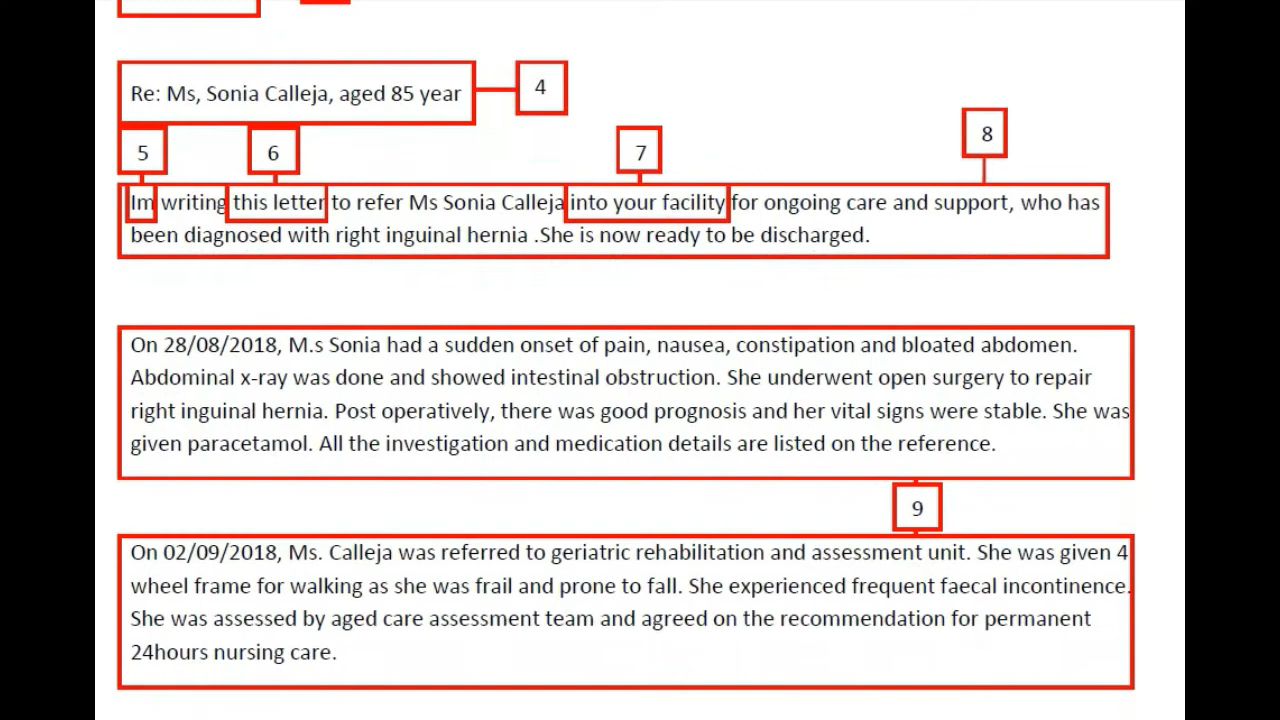 Re: Ms, Sonia Calleja, aged 85 year
4
5
6
7
8
Im writing this letter to refer Ms Sonia Calleja into your facility for ongoing care and support, who has
been diagnosed with right inguinal hernia .She is now ready to be discharged.
On 28/08/2018, M.s Sonia had a sudden onset of pain, nausea, constipation and bloated abdomen.
Abdominal x-ray was done and showed intestinal obstruction. She underwent open surgery to repair
right inguinal hernia. Post operatively, there was good prognosis and her vital signs were stable. She was
given paracetamol. All the investigation and medication details are listed on the reference.
9
On 02/09/2018, Ms. Calleja was referred to geriatric rehabilitation and assessment unit. She was given 4
wheel frame for walking as she was frail and prone to fall. She experienced frequent faecal incontinence.
She was assessed by aged care assessment team and agreed on the recommendation for permanent
24hours nursing care.